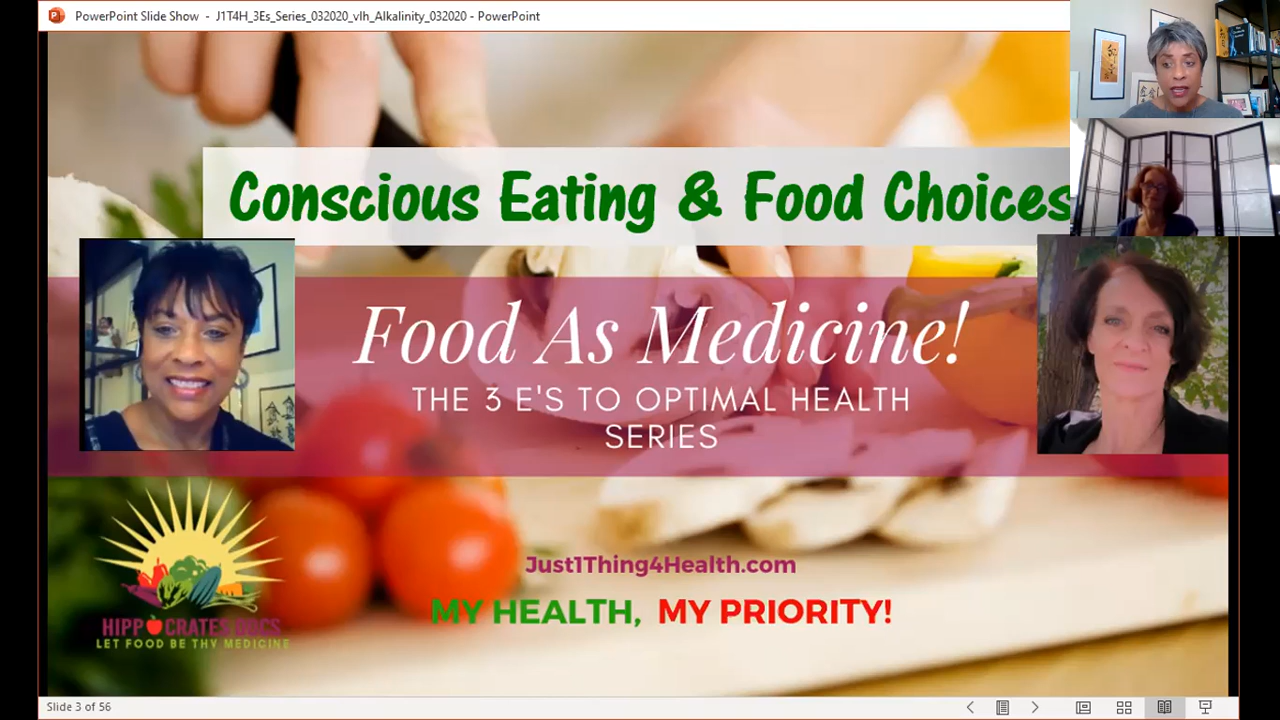 PowerPoint Slide Show - J1T4H_3Es_Series_032020_vlh_Alkalinity_032020 - PowerPoint
Conscious Eating & Food Choices
Food As Medicine!
THE 3 E'S TO OPTIMAL HEALTH
SERIES
Just1Thing4Health.com
MY HEALTH, MY PRIORITY!
HIPPOCRATES DOCS
LET FOOD BE THY MEDICINE
Slide 3 of 56